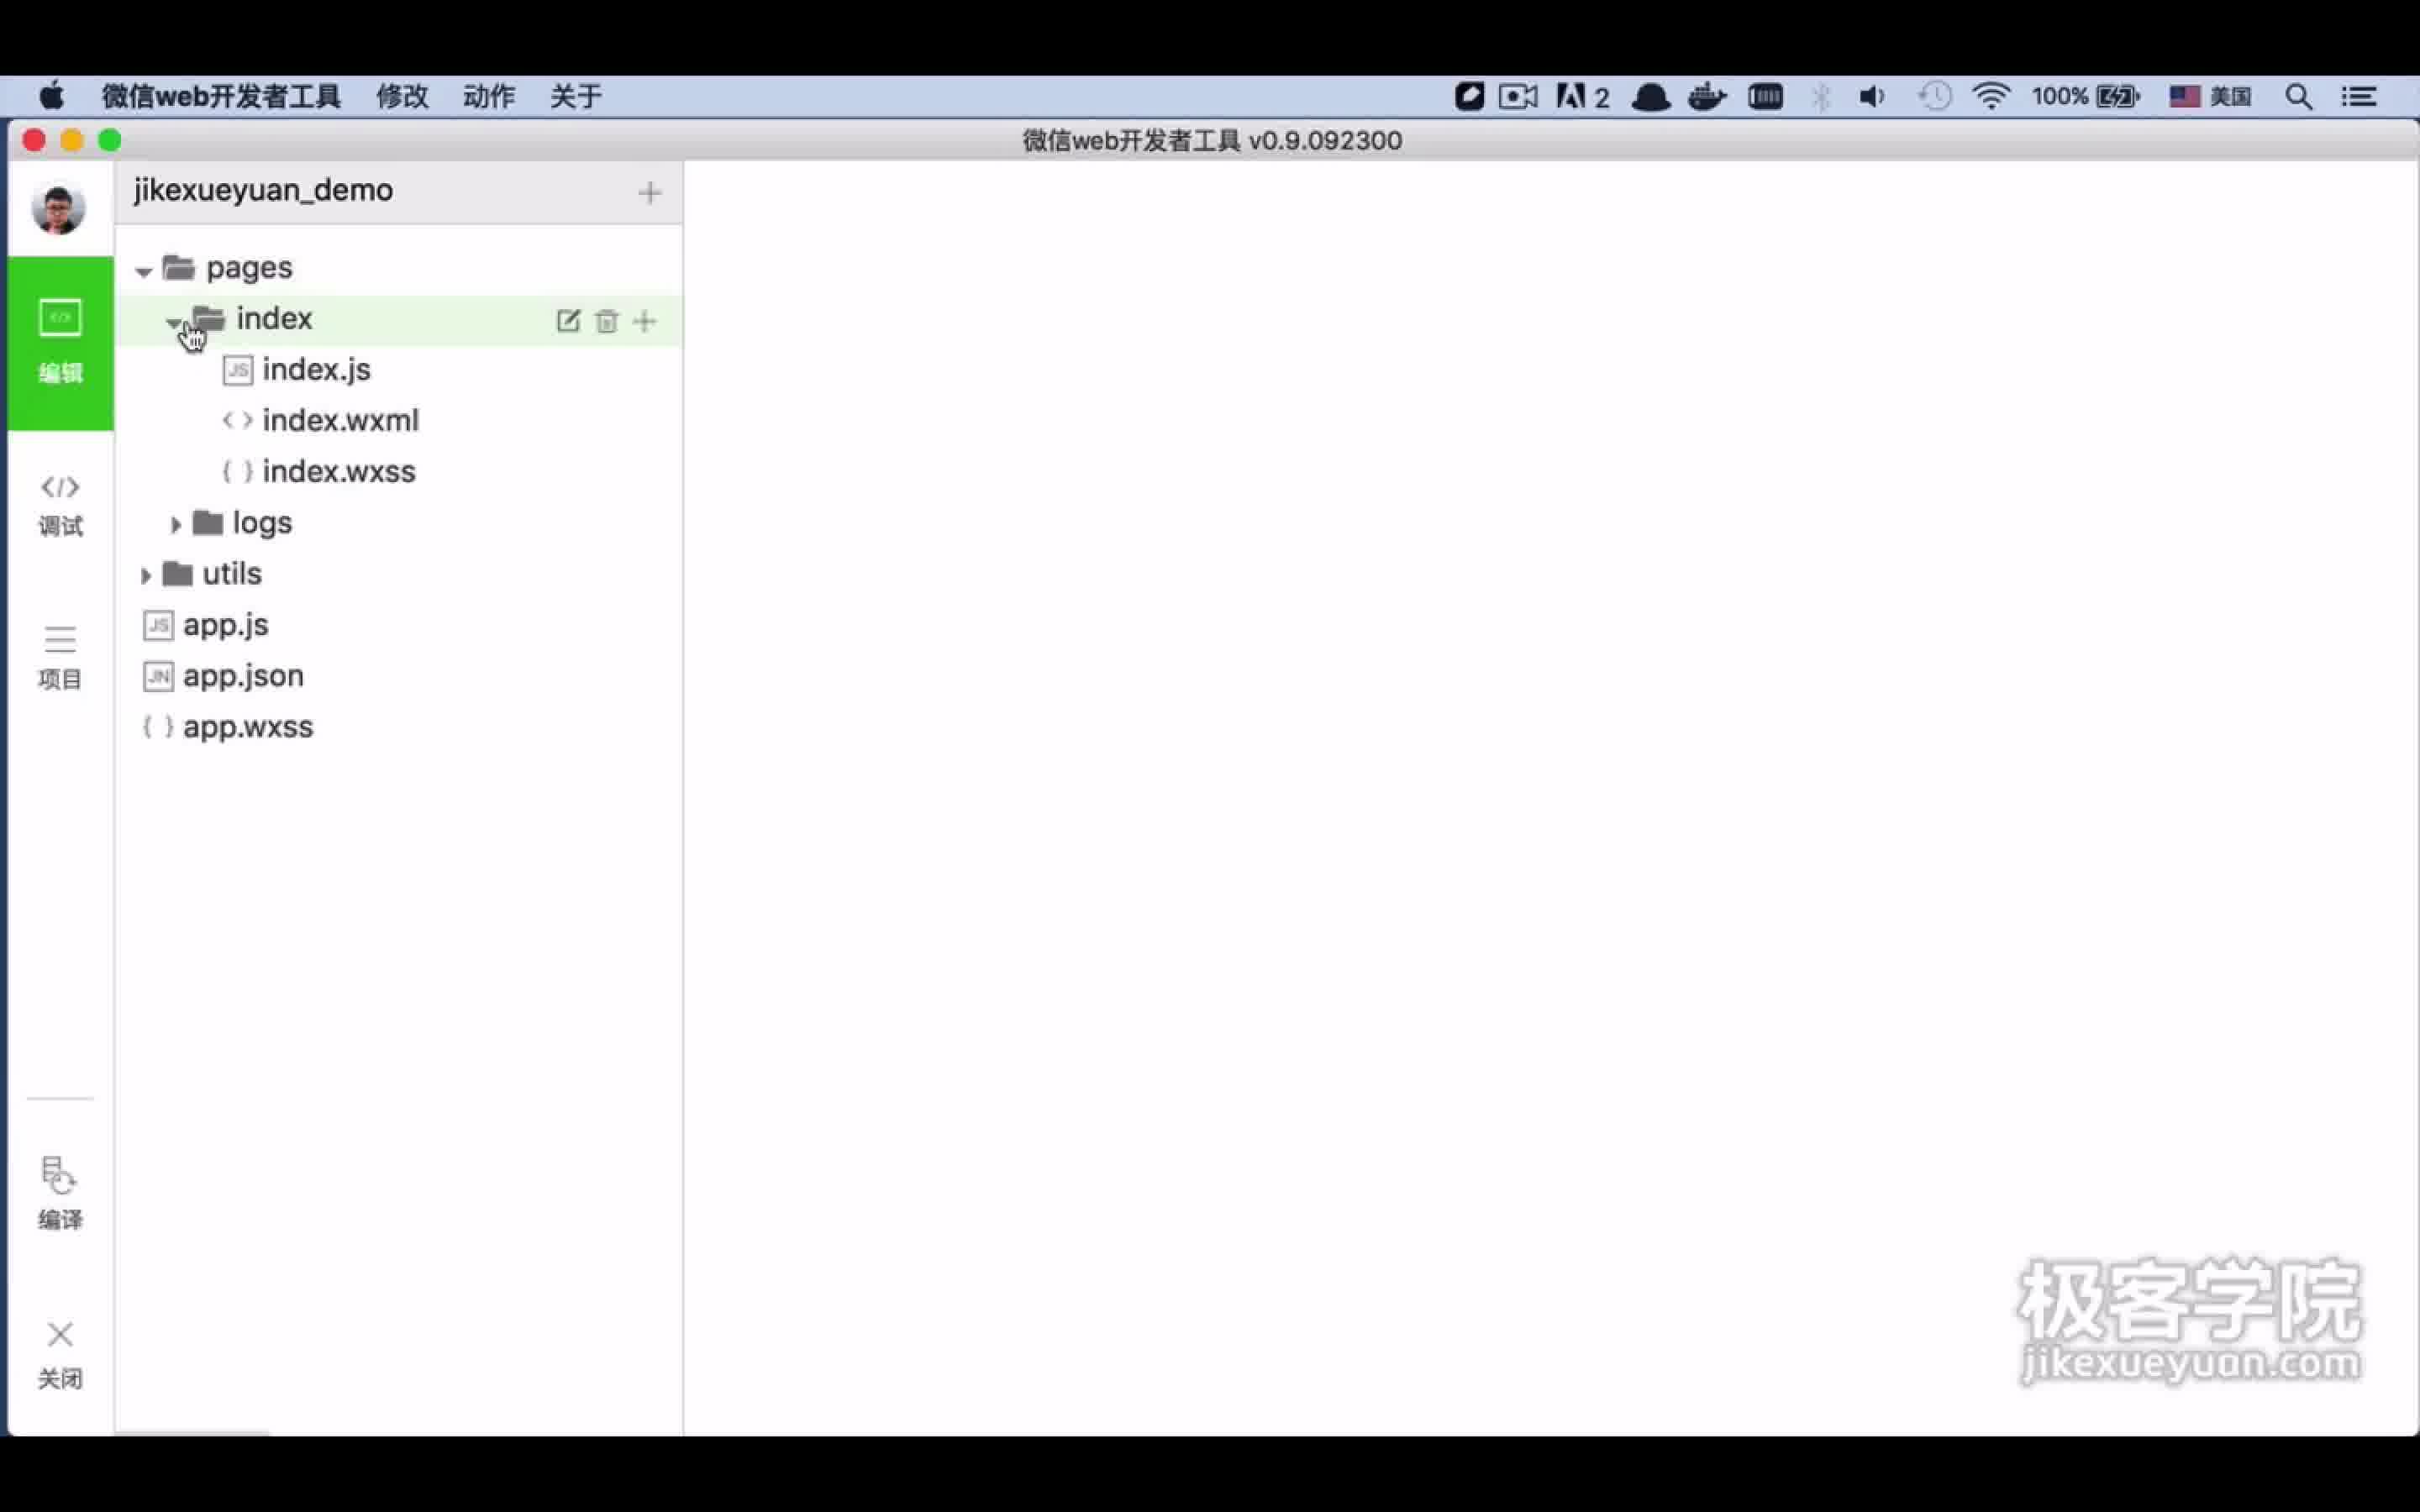 微信web开发者工具 修改 动作 关于 2 100% 美国
微信web开发者工具 v0.9.092300
jikexueyuan_demo
pages
index
JS index.js
< > index.wxml
{ } index.wxss
logs
utils
JS app.js
JN app.json
{ } app.wxss
</>
编辑
</>
调试
项目
编译
关闭
极客学院
jikexueyuan.com